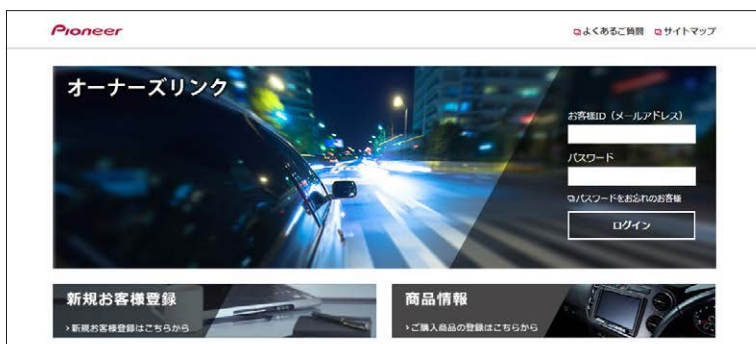 Pioneer
よくあるご質問 サイトマップ
オーナーズリンク
お客様ID（メールアドレス）
パスワード
パスワードをお忘れのお客様
ログイン
新規お客様登録
›新規お客様登録はこちらから
商品情報
›ご購入商品の登録はこちらから